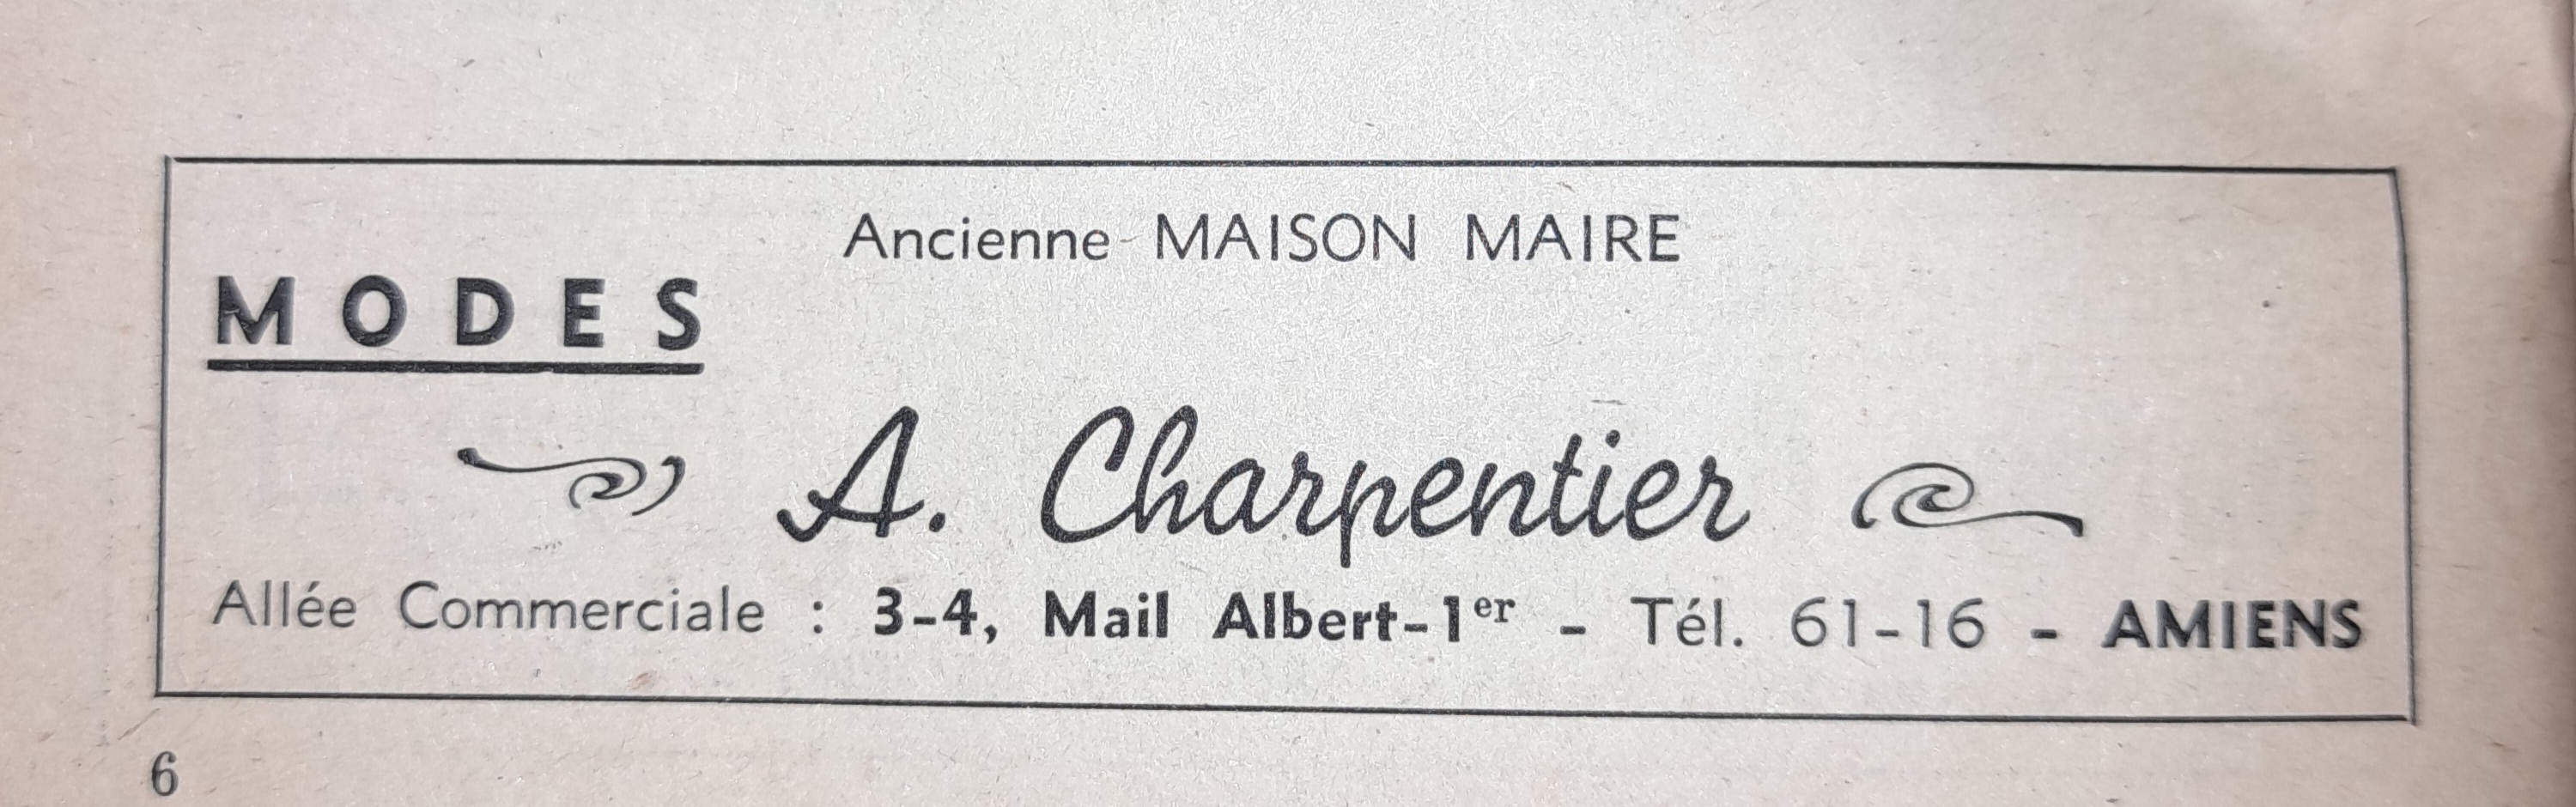 Ancienne MAISON MAIRE
MODES
A. Charpentier
Allée Commerciale : 3-4, Mail Albert-1er - Tél. 61-16 - AMIENS
6